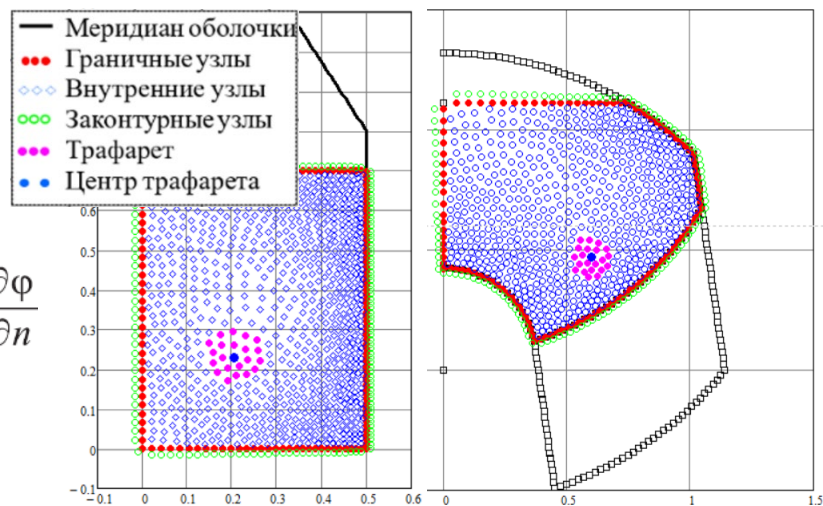 Меридиан оболочки
Граничные узлы
Внутренние узлы
Законтурные узлы
Трафарет
Центр трафарета
∂φ
∂n
0.6
0.5
0.4
0.3
0.2
0.1
0
−0.1
−0.1 0 0.1 0.2 0.3 0.4 0.5 0.6
0 0.5 1 1.5